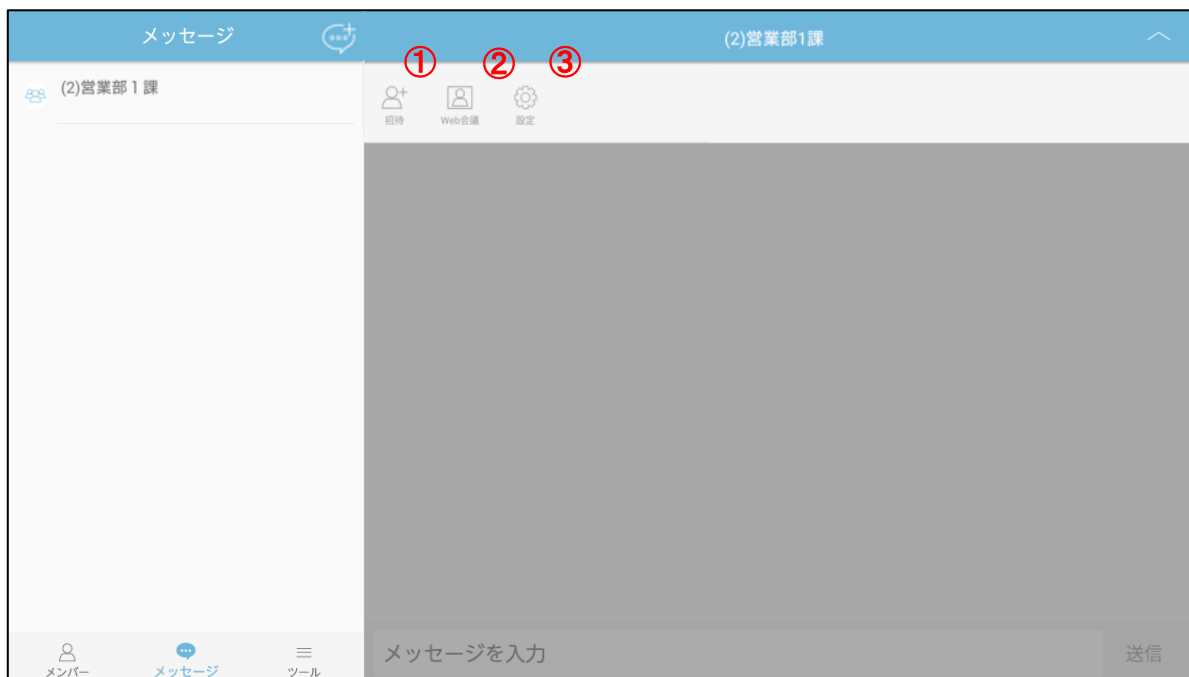 メッセージ
(2)営業部1課
① ② ③
(2)営業部１課
招待 Web会議 設定
メッセージを入力 送信
メンバー メッセージ ツール